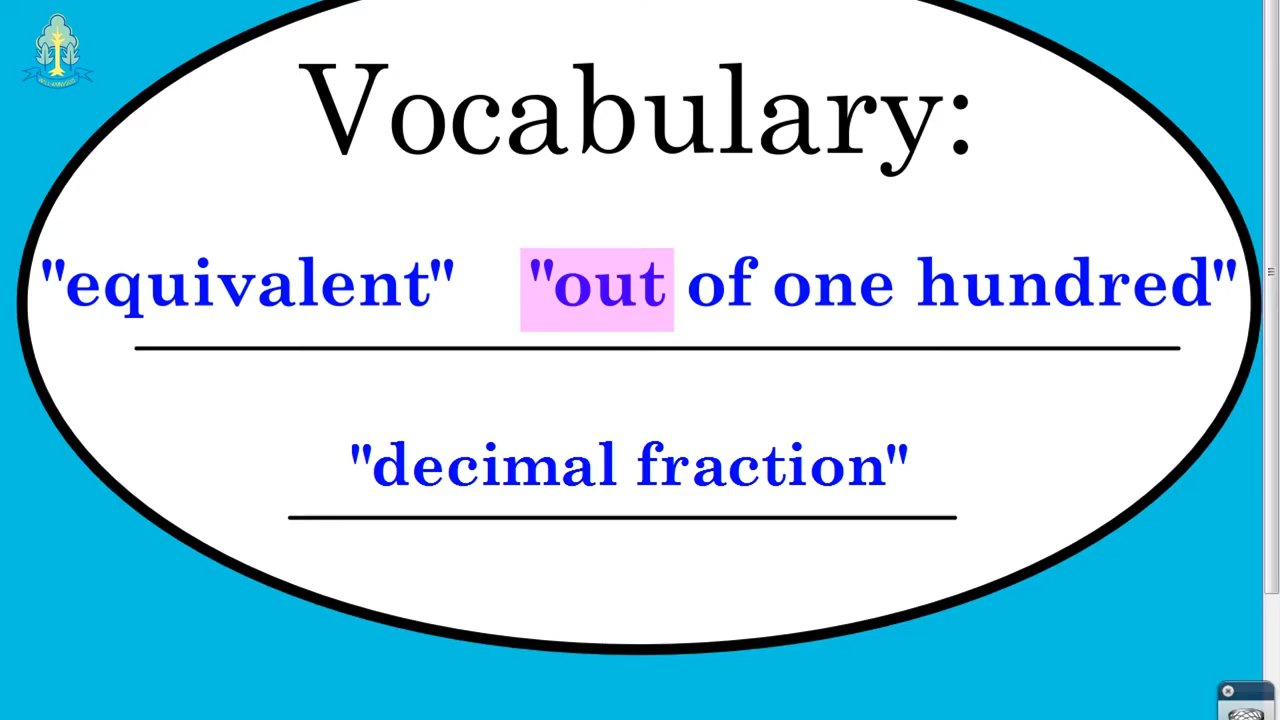 Vocabulary:
"equivalent" "out of one hundred"
"decimal fraction"